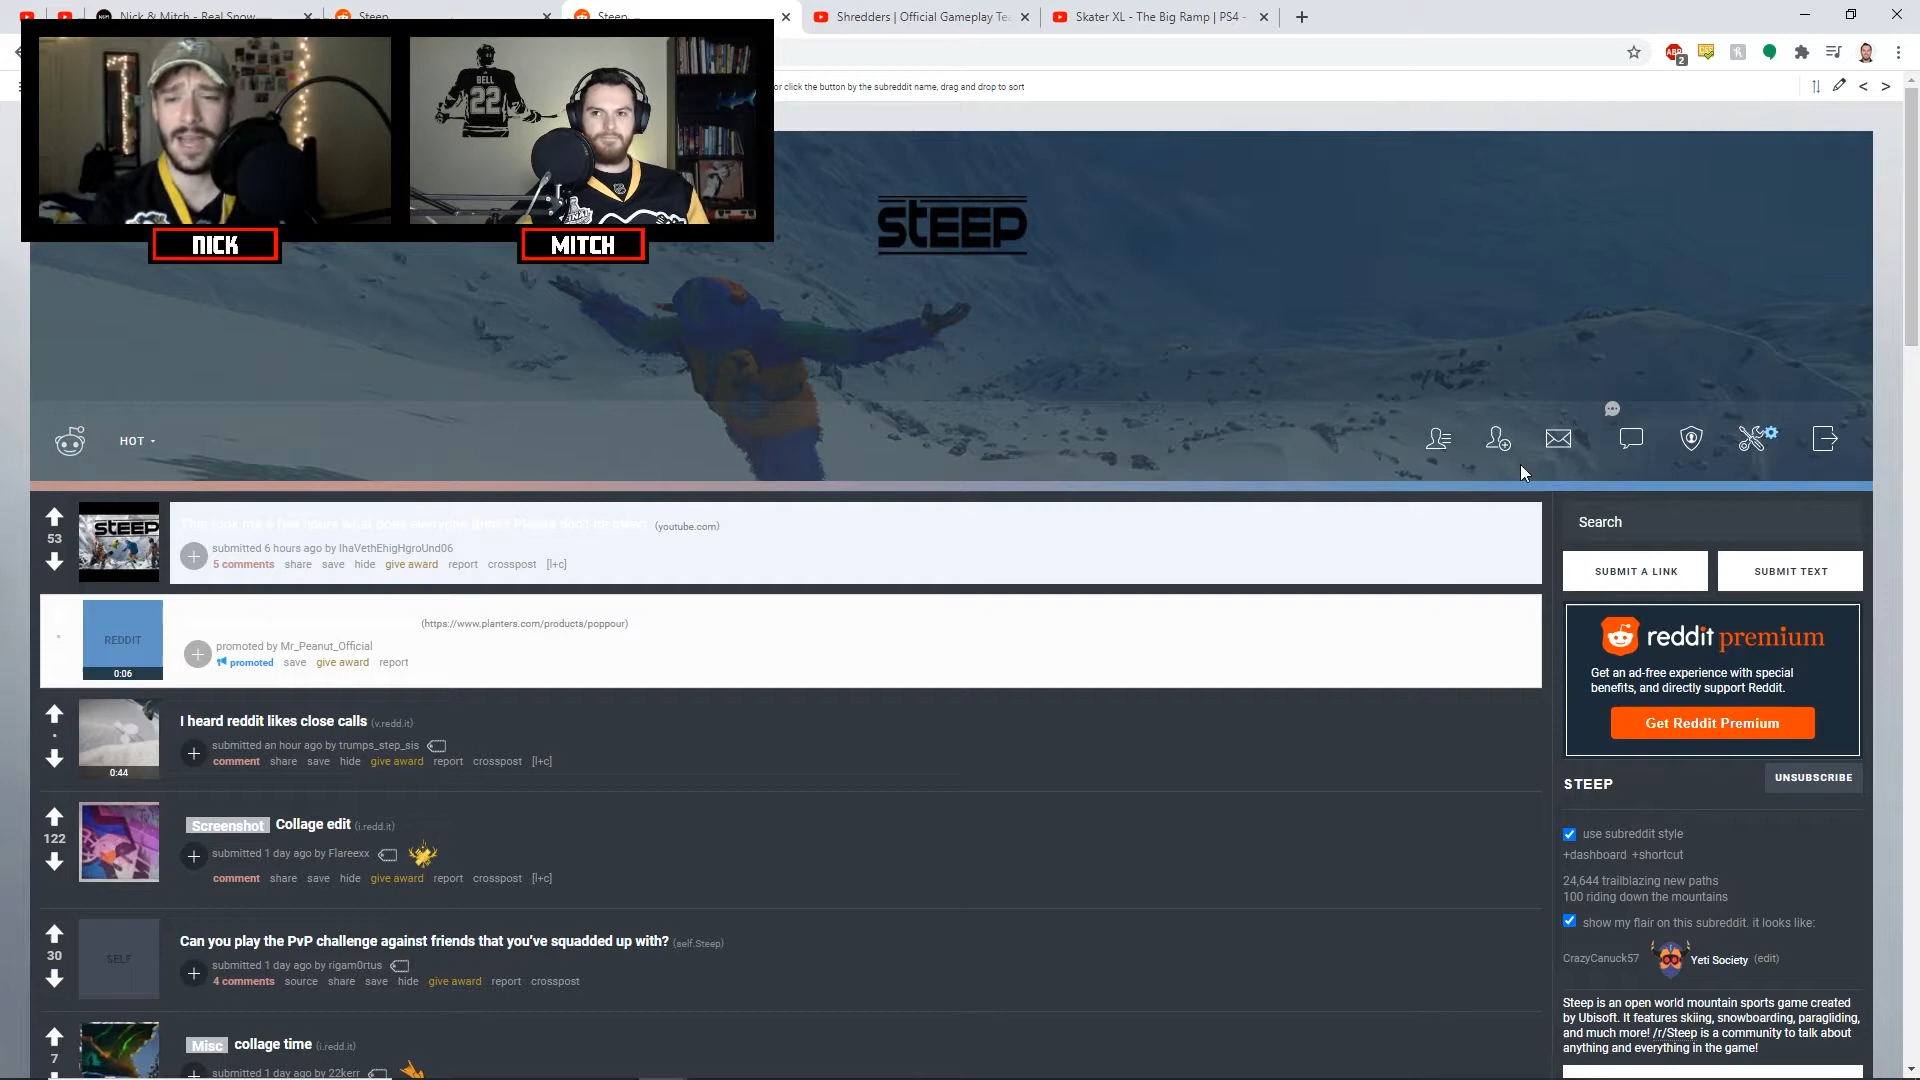 Nick & Mitch - Real Snow
Steep
Steep
Shredders | Official Gameplay Tea
Skater XL - The Big Ramp | PS4 -
2
or click the button by the subreddit name, drag and drop to sort
BELL
22
NICK
MITCH
STEEP
HOT
53
STEEP
(youtube.com)
submitted 6 hours ago by IhaVethEhigHgroUnd06
5 comments share save hide give award report crosspost [l+c]
REDDIT
0:06
(https://www.planters.com/products/poppour)
promoted by Mr_Peanut_Official
promoted save give award report
0:44
I heard reddit likes close calls (v.redd.it)
submitted an hour ago by trumps_step_sis
comment share save hide give award report crosspost [l+c]
122
Screenshot Collage edit (i.redd.it)
submitted 1 day ago by Flareexx
comment share save hide give award report crosspost [l+c]
30
SELF
Can you play the PvP challenge against friends that you've squadded up with? (self.Steep)
submitted 1 day ago by rigam0rtus
4 comments source share save hide give award report crosspost
7
Misc collage time (i.redd.it)
submitted 1 day ago by 22kerr
Search
SUBMIT A LINK SUBMIT TEXT
reddit premium
Get an ad-free experience with special
benefits, and directly support Reddit.
Get Reddit Premium
STEEP
UNSUBSCRIBE
use subreddit style
+dashboard +shortcut
24,644 trailblazing new paths
100 riding down the mountains
show my flair on this subreddit. it looks like:
CrazyCanuck57 Yeti Society (edit)
Steep is an open world mountain sports game created
by Ubisoft. It features skiing, snowboarding, paragliding,
and much more! /r/Steep is a community to talk about
anything and everything in the game!